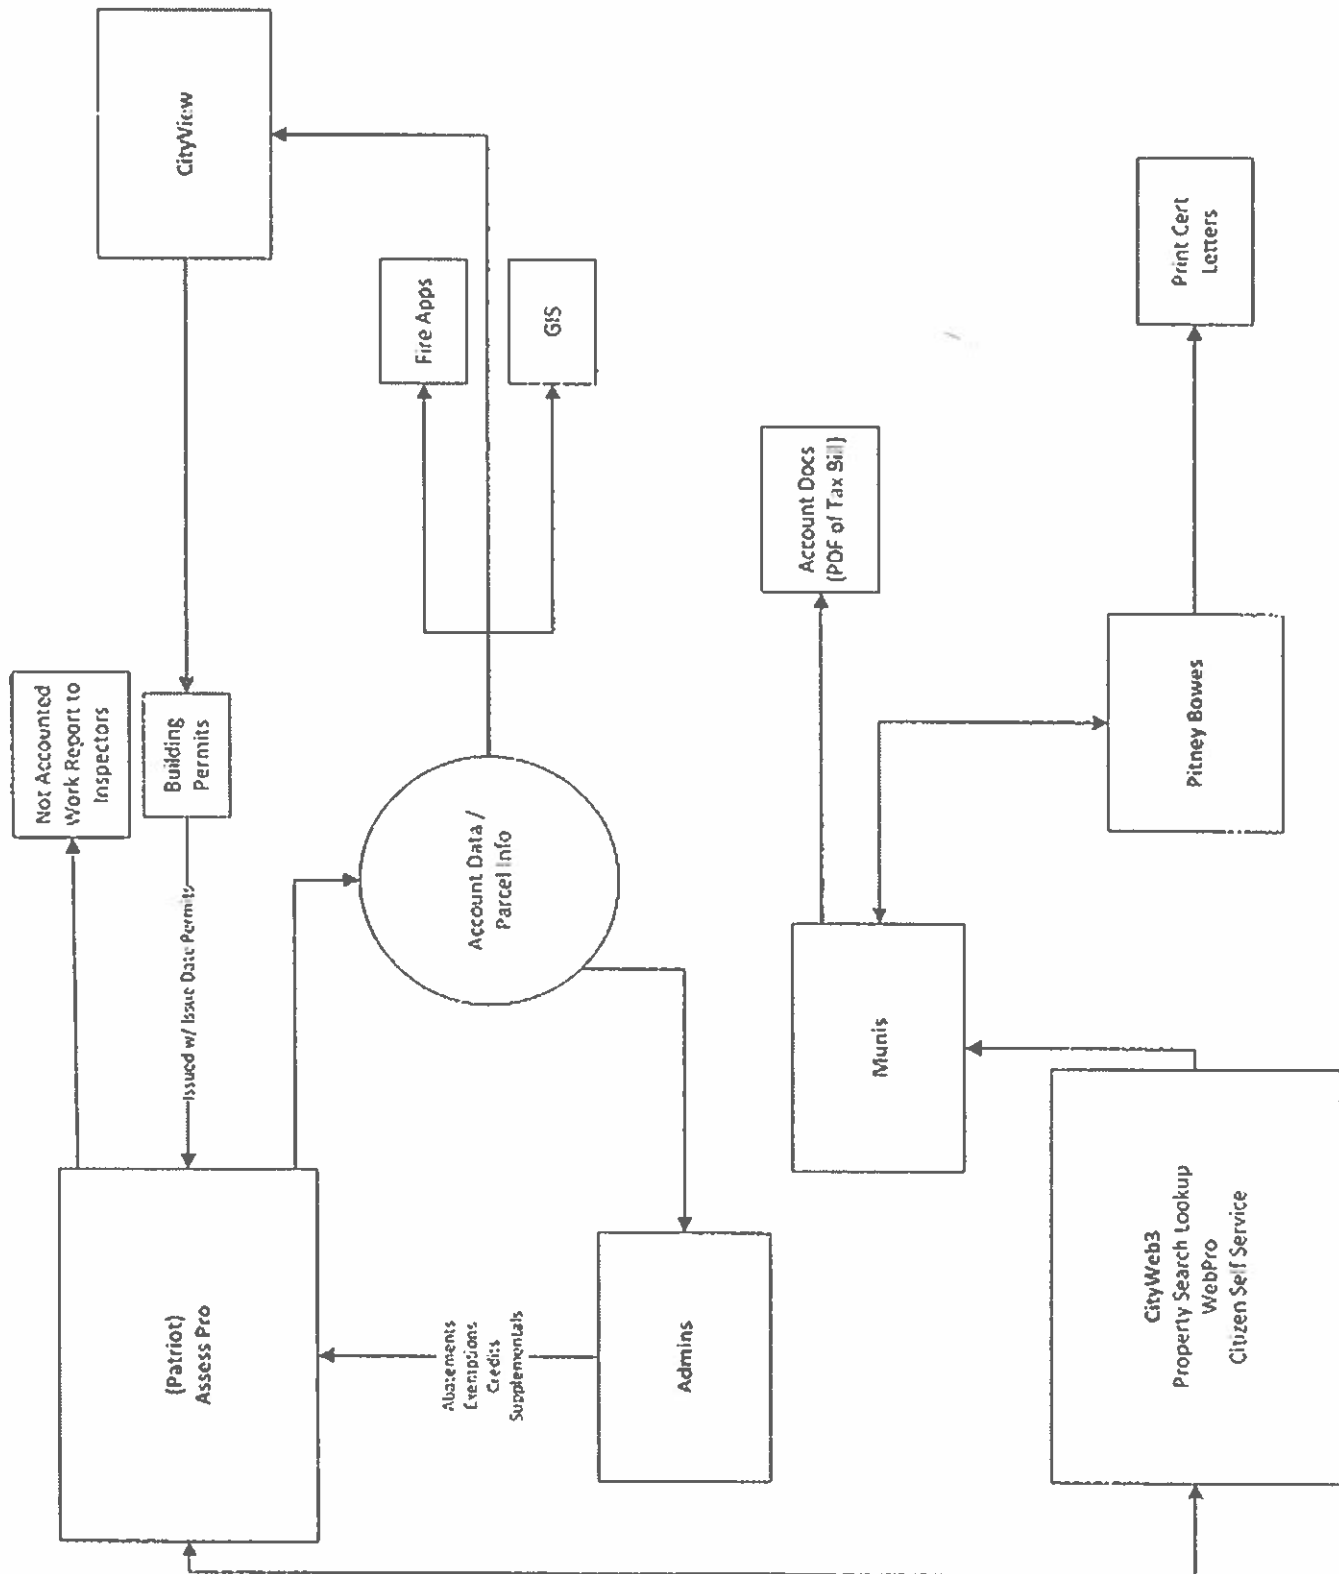 Not Accounted
Work Report to
Inspectors
(Patriot)
Assess Pro
Issued w/ Issue Date Permits
Building
Permits
CityView
Abatements
Exemptions
Credits
Supplementals
Account Data /
Parcel Info
Fire Apps
GIS
Admins
Munis
Account Docs
(PDF of Tax Bill)
CityWeb3
Property Search Lookup
WebPro
Citizen Self Service
Pitney Bowes
Print Cert
Letters